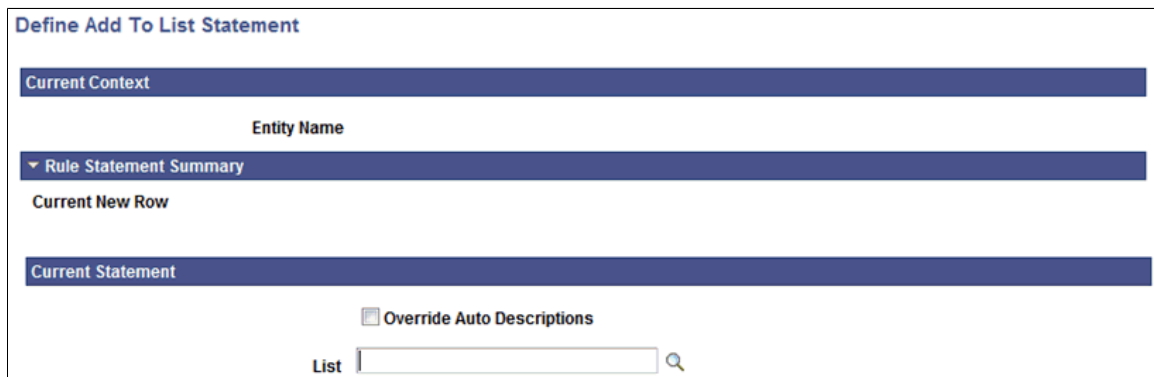 Define Add To List Statement
Current Context
Entity Name
Rule Statement Summary
Current New Row
Current Statement
Override Auto Descriptions
List